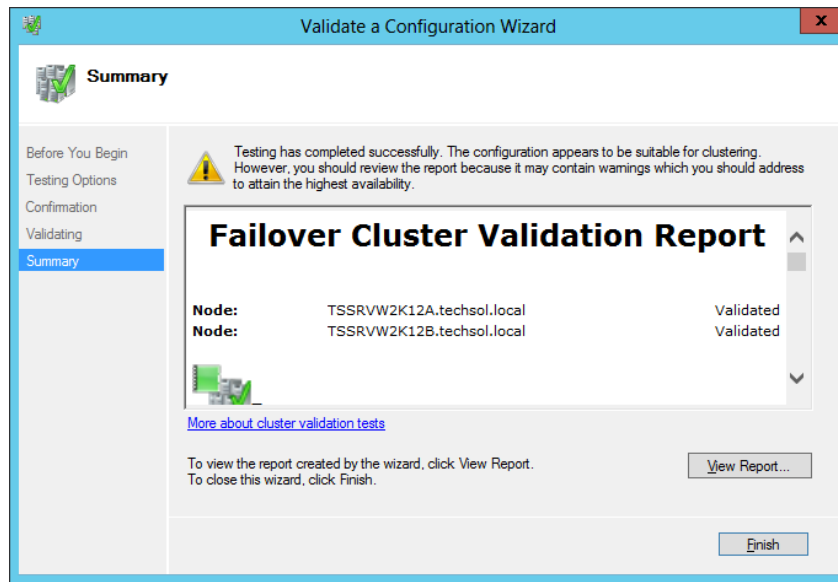 Validate a Configuration Wizard
x
Summary
Before You Begin
Testing Options
Confirmation
Validating
Summary
Testing has completed successfully. The configuration appears to be suitable for clustering.
However, you should review the report because it may contain warnings which you should address
to attain the highest availability.
Failover Cluster Validation Report
Node: TSSRVW2K12A.techsol.local Validated
Node: TSSRVW2K12B.techsol.local Validated
More about cluster validation tests
To view the report created by the wizard, click View Report.
To close this wizard, click Finish.
View Report...
Finish